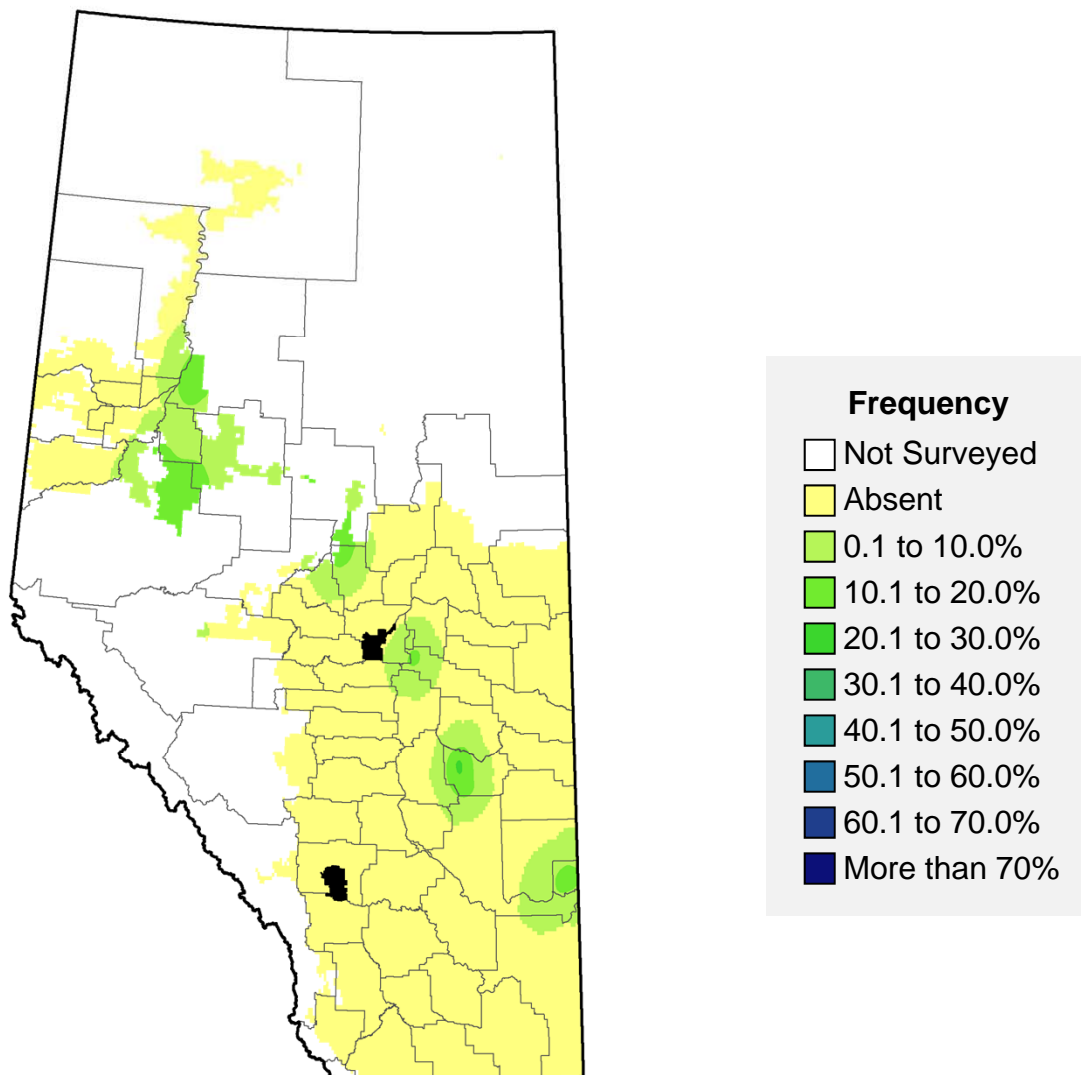 Frequency
Not Surveyed
Absent
0.1 to 10.0%
10.1 to 20.0%
20.1 to 30.0%
30.1 to 40.0%
40.1 to 50.0%
50.1 to 60.0%
60.1 to 70.0%
More than 70%